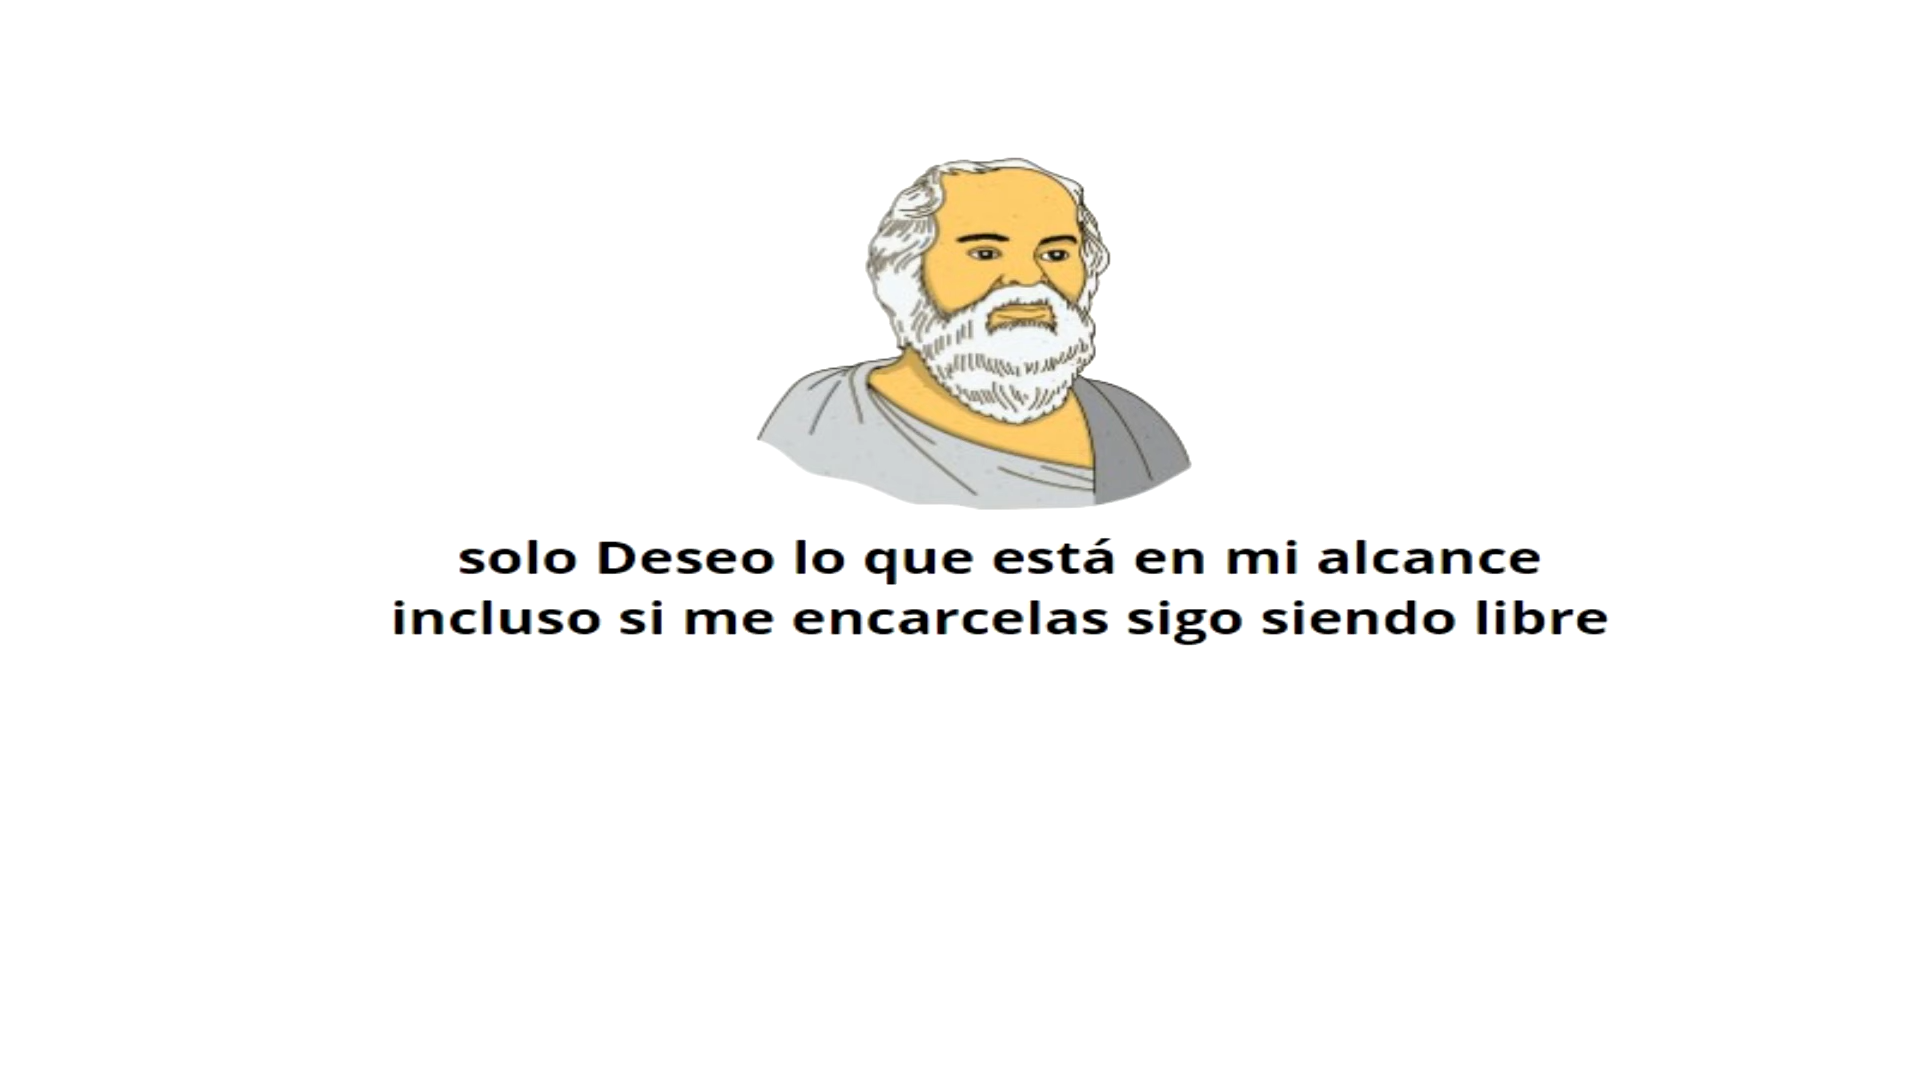 solo Deseo lo que está en mi alcance
incluso si me encarcelas sigo siendo libre